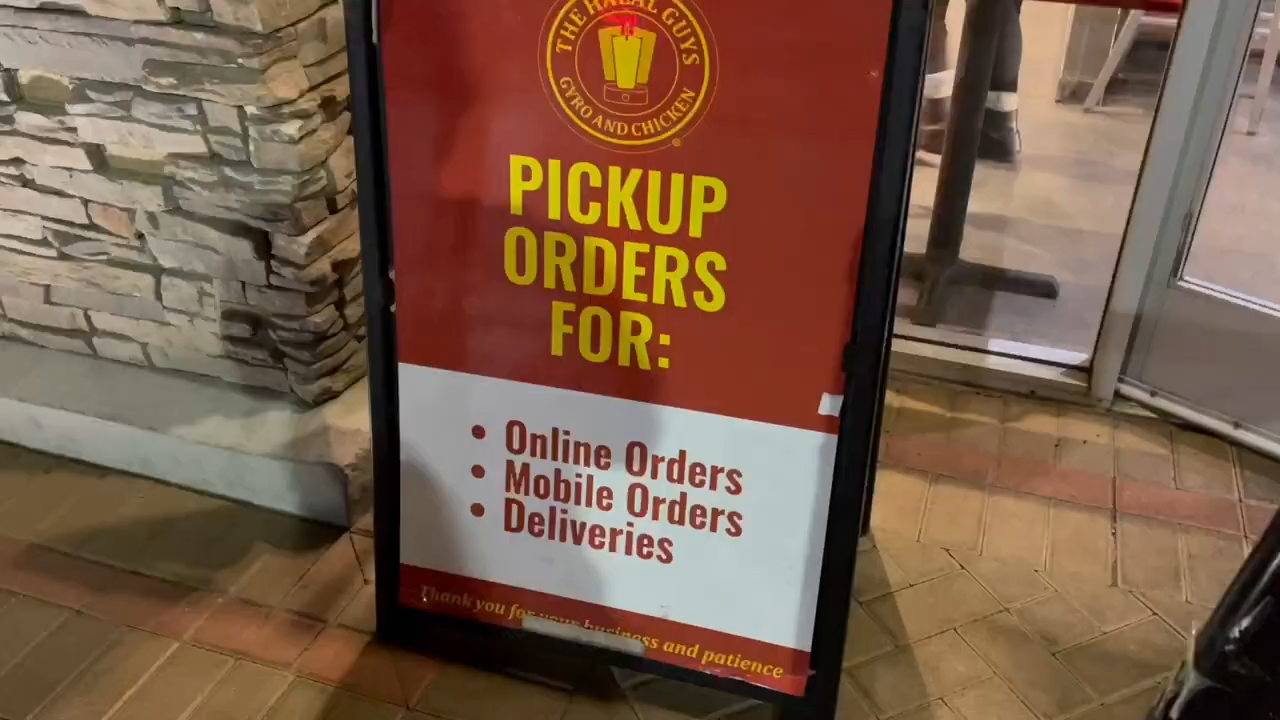 THE HALAL GUYS
GYRO AND CHICKEN
PICKUP
ORDERS
FOR:
• Online Orders
• Mobile Orders
• Deliveries
Thank you for your business and patience